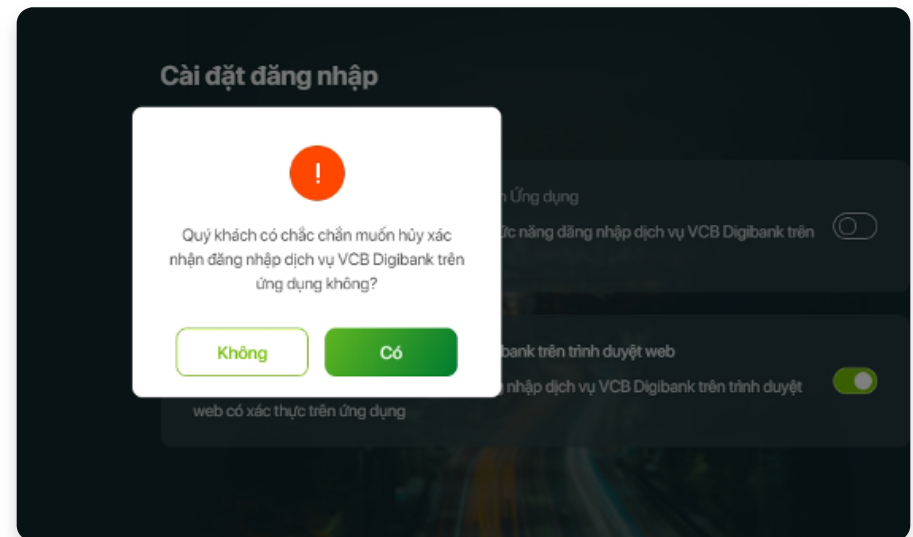 Cài đặt đăng nhập
!
Quý khách có chắc chắn muốn hủy xác
nhận đăng nhập dịch vụ VCB Digibank trên
ứng dụng không?
Không
Có
Ứng dụng
năng đăng nhập dịch vụ VCB Digibank trên
bank trên trình duyệt web
nhập dịch vụ VCB Digibank trên trình duyệt
web có xác thực trên ứng dụng